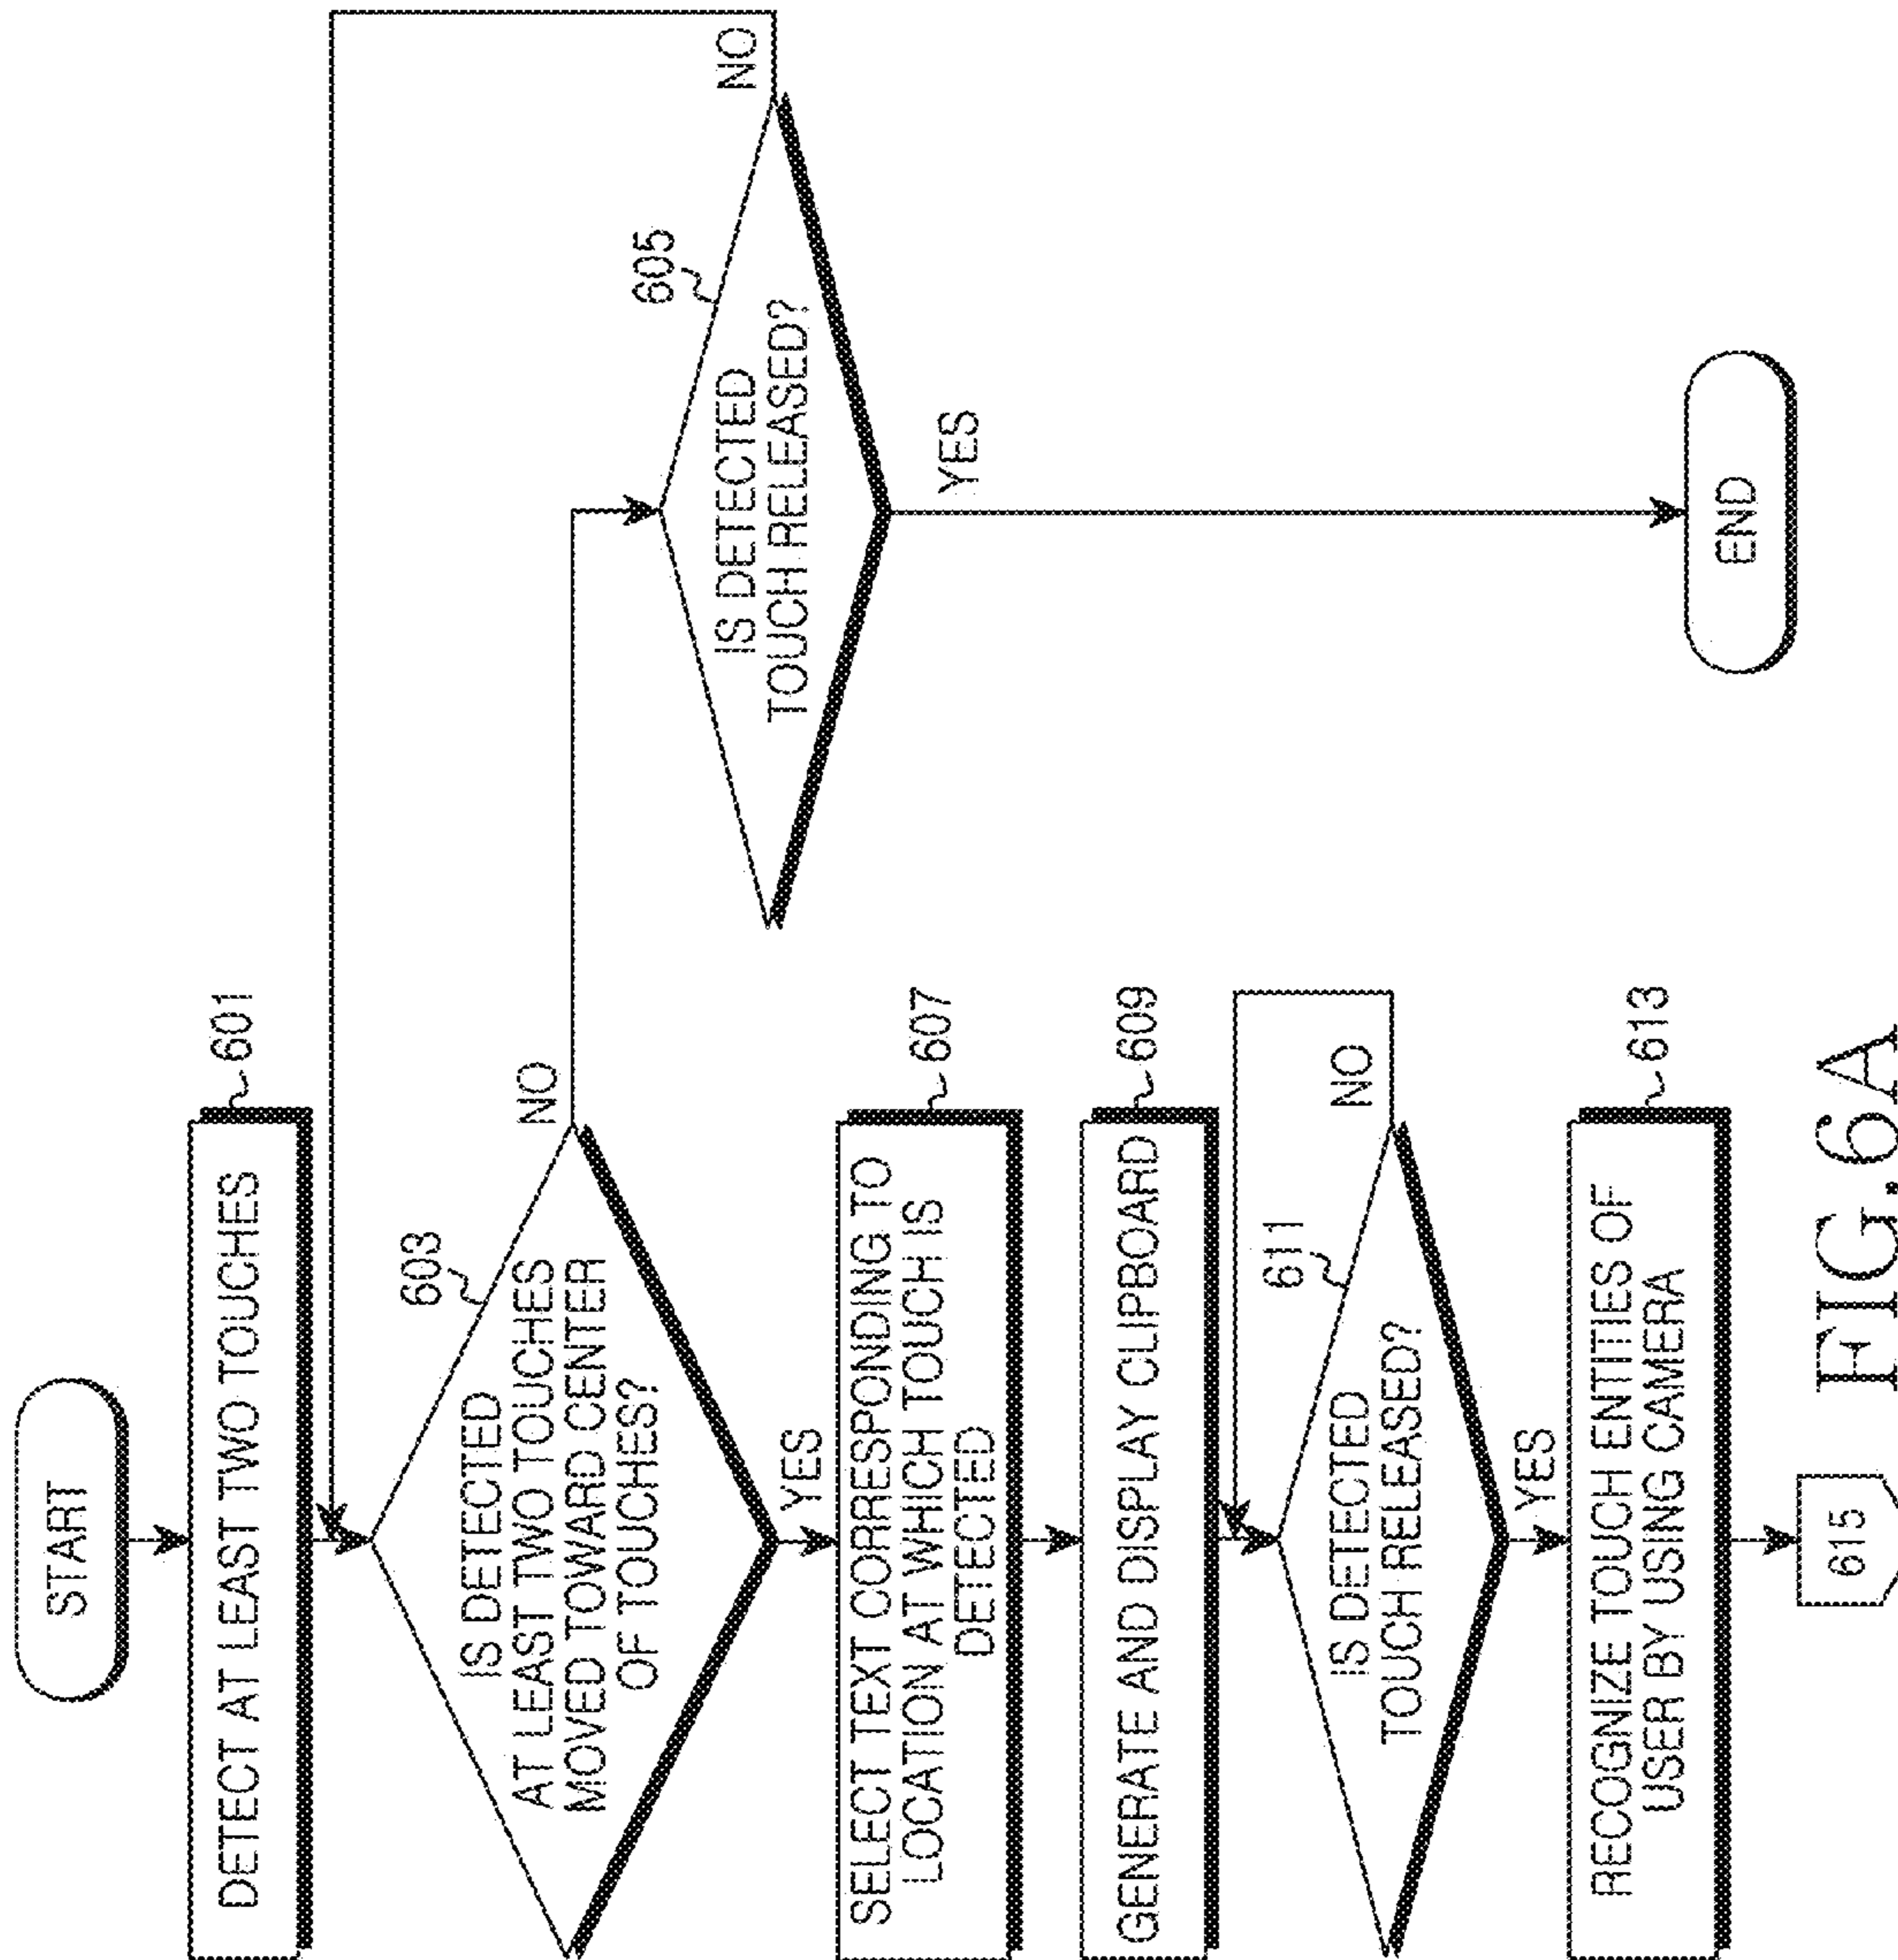 START
DETECT AT LEAST TWO TOUCHES
601
IS DETECTED
AT LEAST TWO TOUCHES
MOVED TOWARD CENTER
OF TOUCHES?
603
NO
YES
IS DETECTED
TOUCH RELEASED?
605
NO
YES
END
SELECT TEXT CORRESPONDING TO
LOCATION AT WHICH TOUCH IS
DETECTED
607
GENERATE AND DISPLAY CLIPBOARD
609
IS DETECTED
TOUCH RELEASED?
611
NO
YES
RECOGNIZE TOUCH ENTITIES OF
USER BY USING CAMERA
613
615
FIG.6A